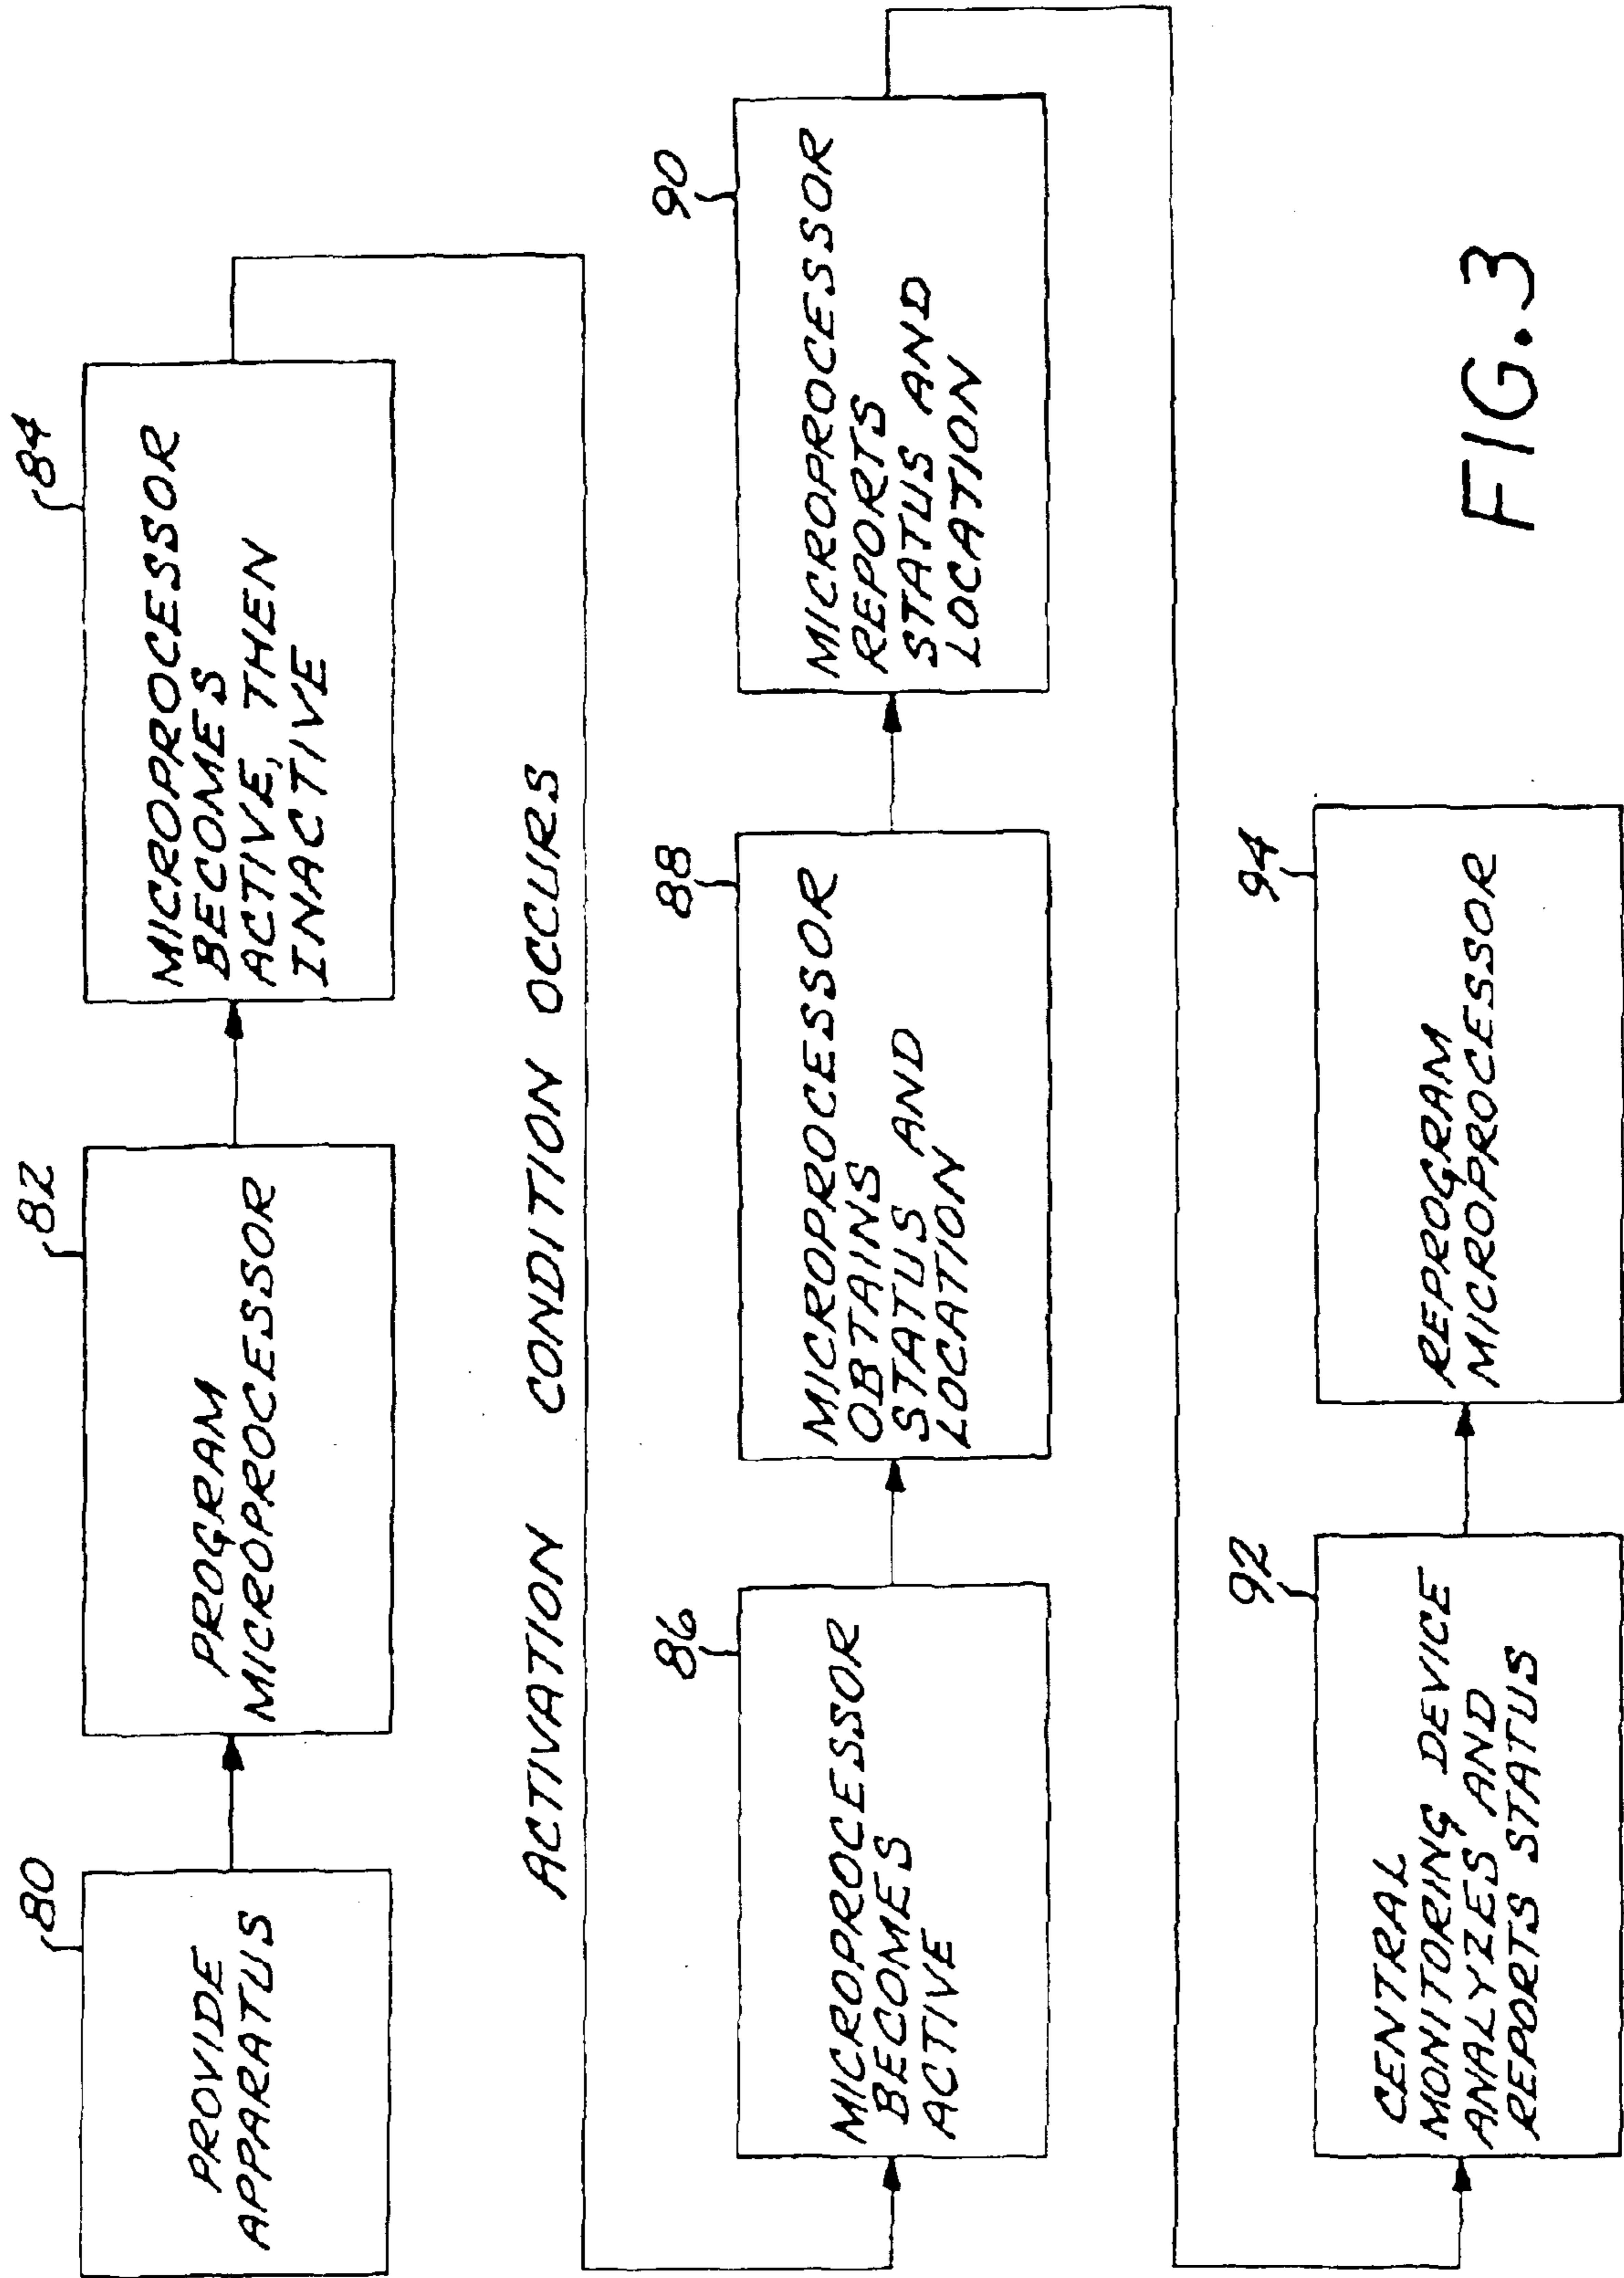 80
PROVIDE
APPARATUS
82
PROGRAM
MICROPROCESSOR
84
MICROPROCESSOR
BECOMES
ACTIVE, THEN
INACTIVE
ACTIVATION CONDITION OCCURS
86
MICROPROCESSOR
BECOMES
ACTIVE
88
MICROPROCESSOR
OBTAINS
STATUS AND
LOCATION
90
MICROPROCESSOR
REPORTS
STATUS AND
LOCATION
92
CENTRAL
MONITORING DEVICE
ANALYZES AND
REPORTS STATUS
94
REPROGRAM
MICROPROCESSOR
FIG. 3